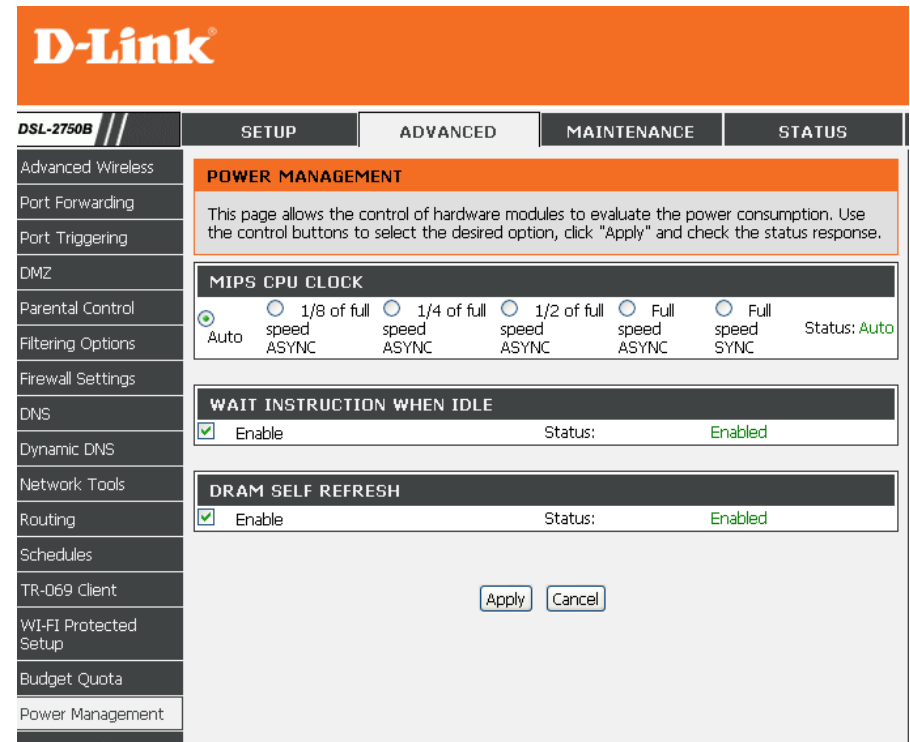 D-Link®
DSL-2750B
SETUP
ADVANCED
MAINTENANCE
STATUS
Advanced Wireless
Port Forwarding
Port Triggering
DMZ
Parental Control
Filtering Options
Firewall Settings
DNS
Dynamic DNS
Network Tools
Routing
Schedules
TR-069 Client
WI-FI Protected
Setup
Budget Quota
Power Management
POWER MANAGEMENT
This page allows the control of hardware modules to evaluate the power consumption. Use
the control buttons to select the desired option, click "Apply" and check the status response.
MIPS CPU CLOCK
Auto
1/8 of full
speed
ASYNC
1/4 of full
speed
ASYNC
1/2 of full
speed
ASYNC
Full
speed
ASYNC
Full
speed
SYNC
Status: Auto
WAIT INSTRUCTION WHEN IDLE
Enable Status: Enabled
DRAM SELF REFRESH
Enable Status: Enabled
Apply Cancel